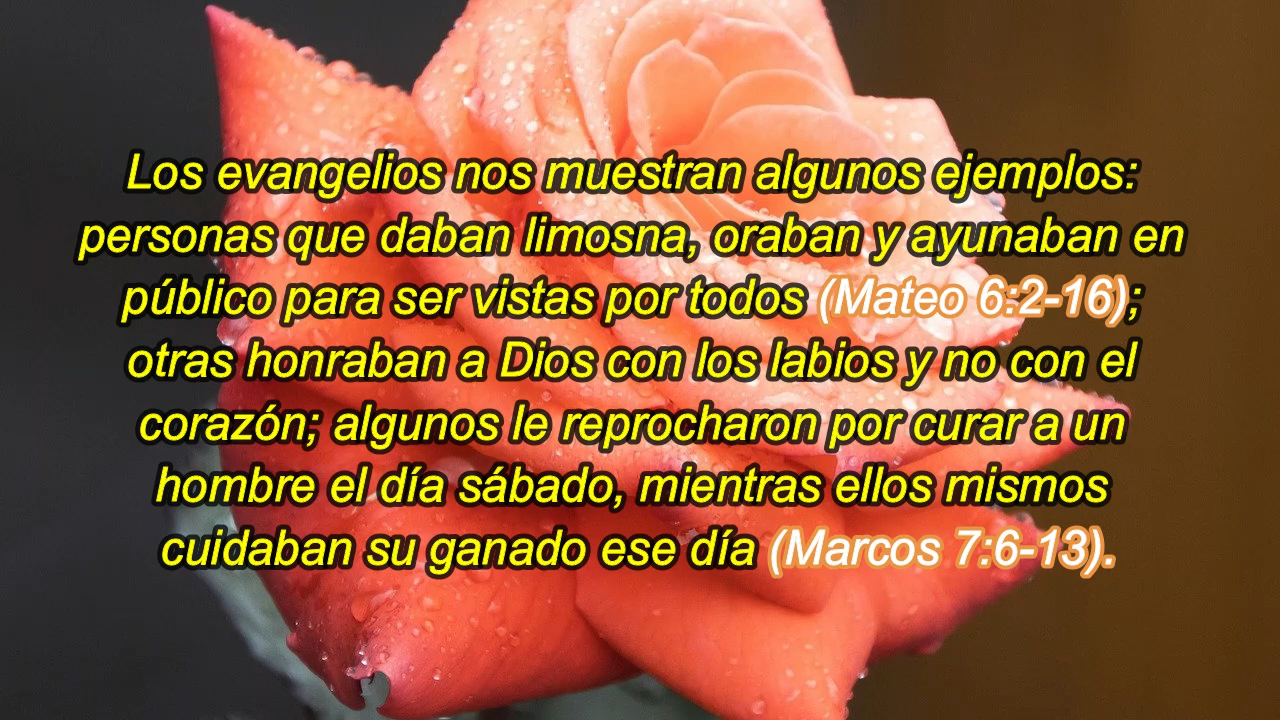 Los evangelios nos muestran algunos ejemplos:
personas que daban limosna, oraban y ayunaban en
público para ser vistas por todos (Mateo 6:2-16);
otras honraban a Dios con los labios y no con el
corazón; algunos le reprocharon por curar a un
hombre el día sábado, mientras ellos mismos
cuidaban su ganado ese día (Marcos 7:6-13).